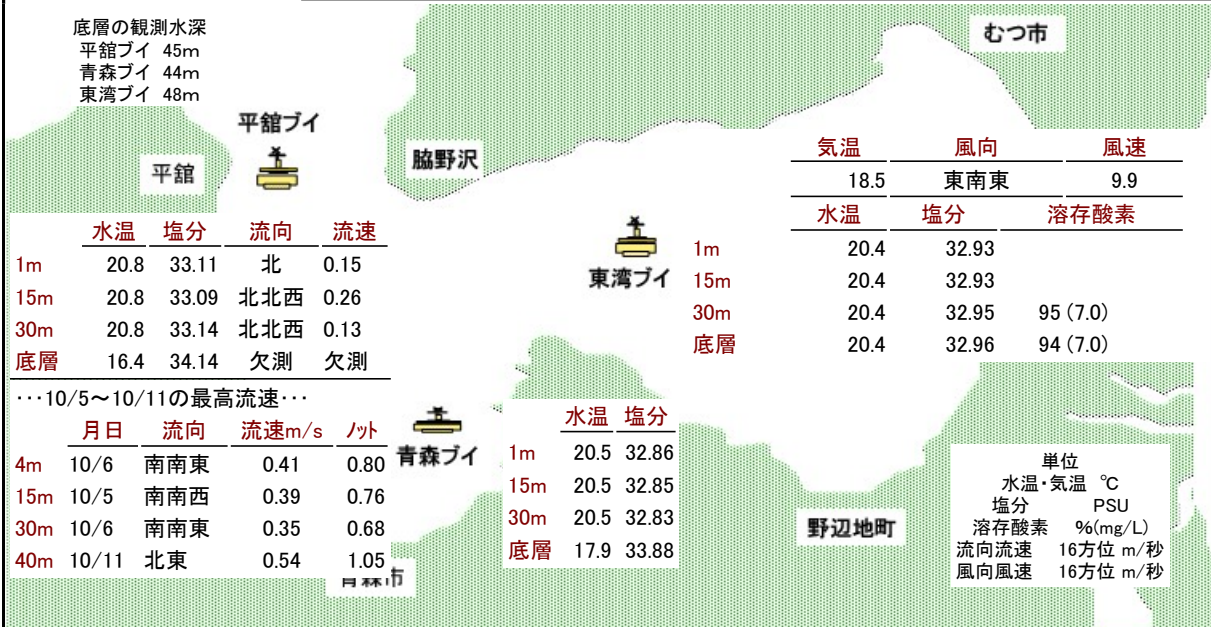 底層の観測水深
平舘ブイ 45m
青森ブイ 44m
東湾ブイ 48m
むつ市
平舘ブイ
平舘
脇野沢
気温 風向 風速
18.5 東南東 9.9
水温 塩分 溶存酸素
1m 20.4 32.93
15m 20.4 32.93
30m 20.4 32.95 95 (7.0)
底層 20.4 32.96 94 (7.0)
東湾ブイ
水温 塩分 流向 流速
1m 20.8 33.11 北 0.15
15m 20.8 33.09 北北西 0.26
30m 20.8 33.14 北北西 0.13
底層 16.4 34.14 欠測 欠測
･･･10/5～10/11の最高流速･･･
月日 流向 流速m/s ﾉｯﾄ
4m 10/6 南南東 0.41 0.80
15m 10/5 南南西 0.39 0.76
30m 10/6 南南東 0.35 0.68
40m 10/11 北東 0.54 1.05
青森ブイ
水温 塩分
1m 20.5 32.86
15m 20.5 32.85
30m 20.5 32.83
底層 17.9 33.88
青森市
野辺地町
単位
水温･気温 ℃
塩分 PSU
溶存酸素 %(mg/L)
流向流速 16方位 m/秒
風向風速 16方位 m/秒